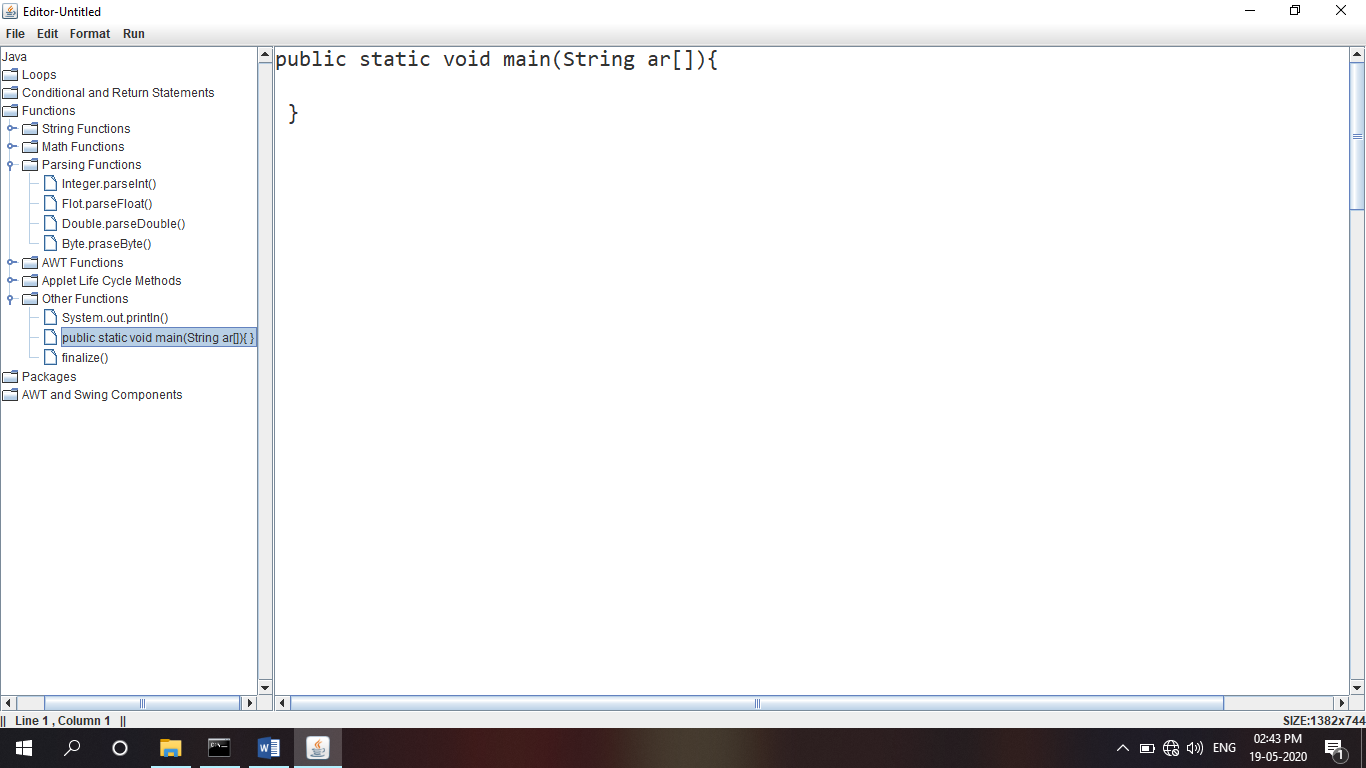 Editor-Untitled
File Edit Format Run
Java
Loops
Conditional and Return Statements
Functions
String Functions
Math Functions
Parsing Functions
Integer.parseInt()
Flot.parseFloat()
Double.parseDouble()
Byte.praseByte()
AWT Functions
Applet Life Cycle Methods
Other Functions
System.out.println()
public static void main(String ar[]){ }
finalize()
Packages
AWT and Swing Components
public static void main(String ar[]){
}
|| Line 1 , Column 1 ||
SIZE:1382x744
ENG
02:43 PM
19-05-2020
1